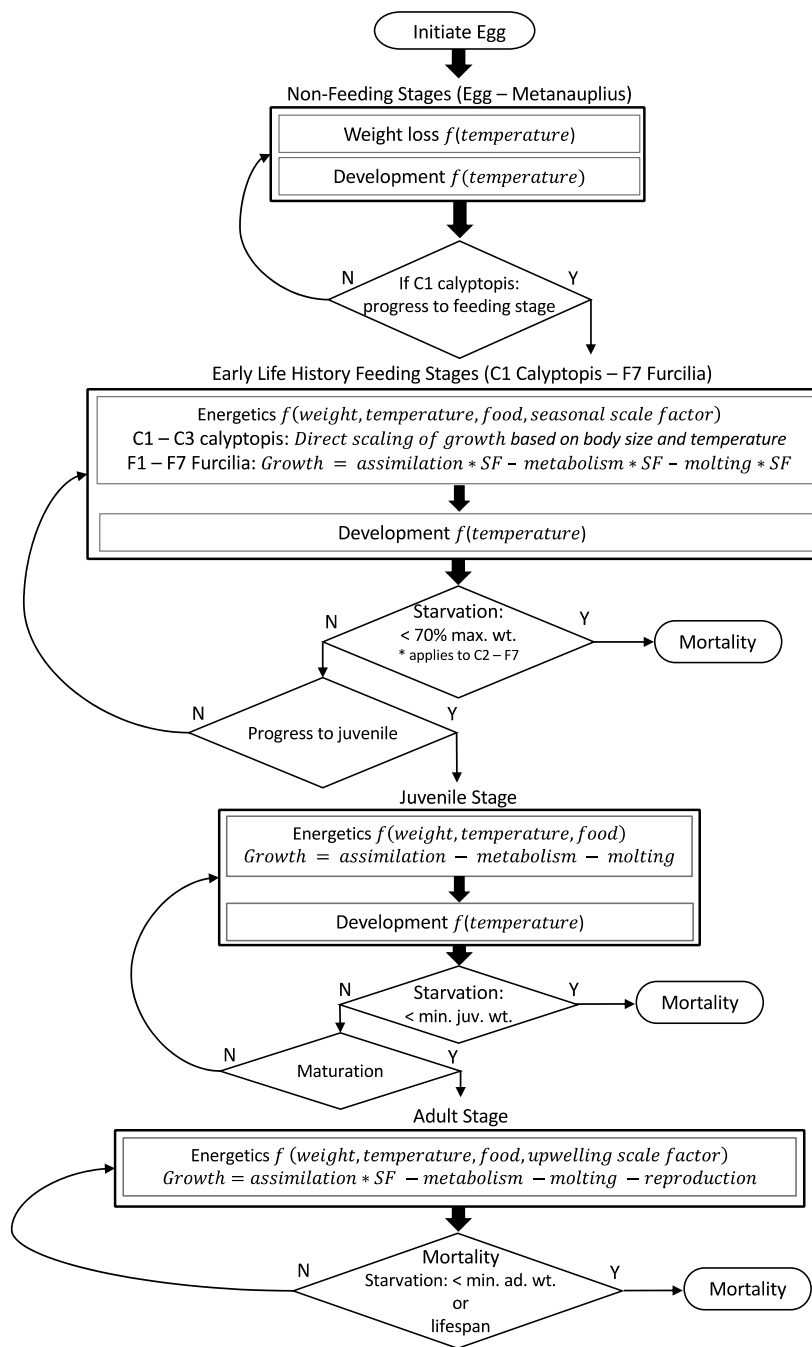 Initiate Egg
Non-Feeding Stages (Egg – Metanauplius)
Weight loss f(temperature)
Development f(temperature)
N
Y
If C1 calyptopis:
progress to feeding stage
Early Life History Feeding Stages (C1 Calyptopis – F7 Furcilia)
Energetics f(weight, temperature, food, seasonal scale factor)
C1 – C3 calyptopis: Direct scaling of growth based on body size and temperature
F1 – F7 Furcilia: Growth = assimilation * SF – metabolism * SF – molting * SF
Development f(temperature)
N
Y
Starvation:
< 70% max. wt.
* applies to C2 – F7
Mortality
N
Y
Progress to juvenile
Juvenile Stage
Energetics f(weight, temperature, food)
Growth = assimilation – metabolism – molting
Development f(temperature)
N
Y
Starvation:
< min. juv. wt.
Mortality
N
Y
Maturation
Adult Stage
Energetics f (weight, temperature, food, upwelling scale factor)
Growth = assimilation * SF – metabolism – molting – reproduction
N
Y
Mortality
Starvation: < min. ad. wt.
or
lifespan
Mortality